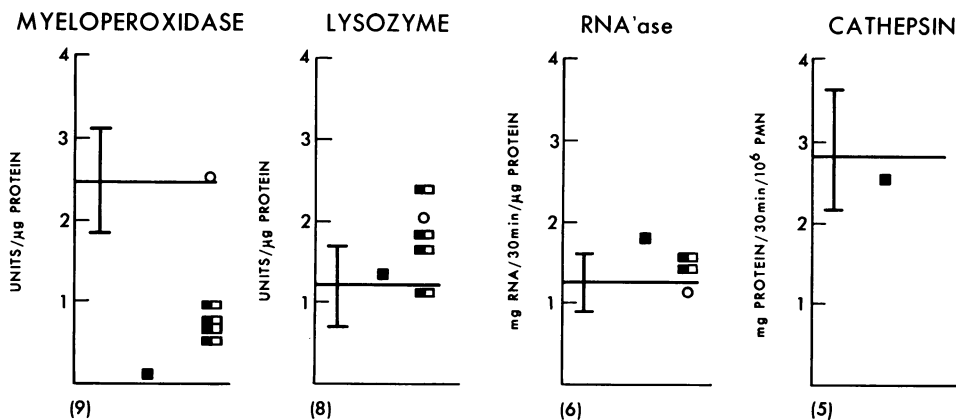 MYELOPEROXIDASE
UNITS/µg PROTEIN
4
3
2
1
(9)
LYSOZYME
UNITS/µg PROTEIN
4
3
2
1
(8)
RNA'ase
mg RNA/30min/µg PROTEIN
4
3
2
1
(6)
CATHEPSIN
mg PROTEIN/30min/10⁶ PMN
4
3
2
1
(5)